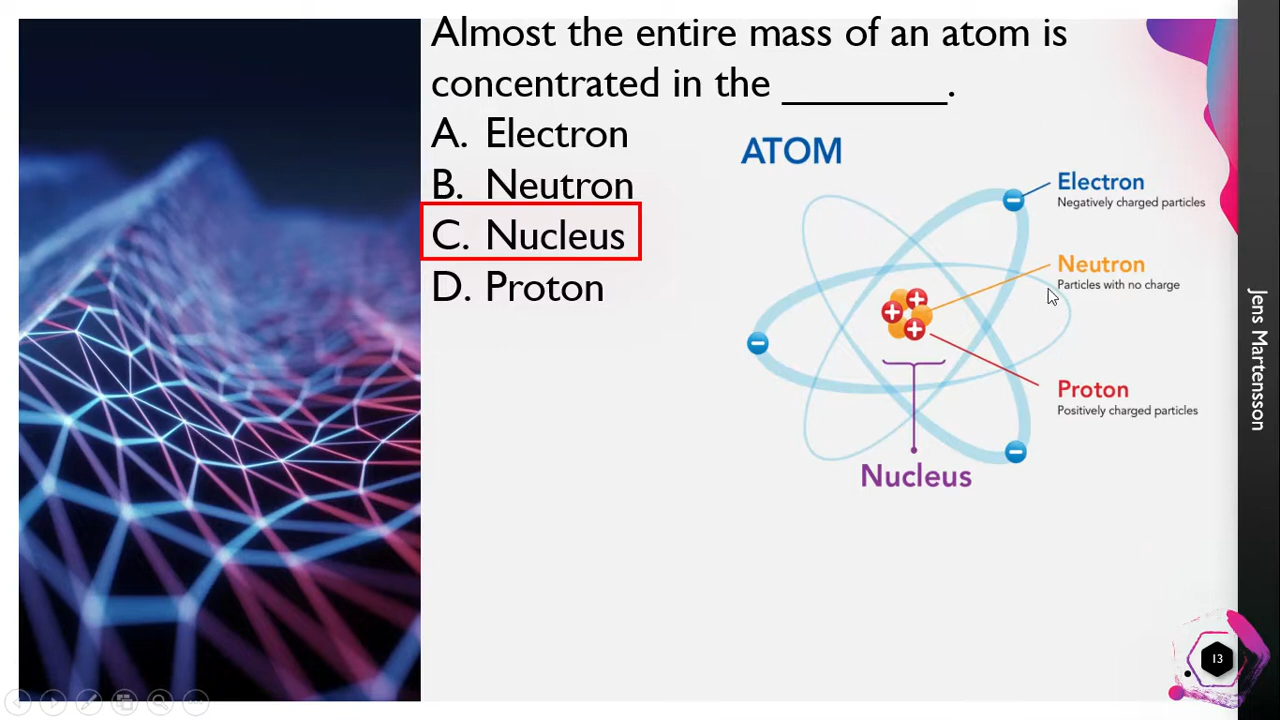 Almost the entire mass of an atom is
concentrated in the ________.
A. Electron
B. Neutron
C. Nucleus
D. Proton
ATOM
Electron
Negatively charged particles
Neutron
Particles with no charge
Proton
Positively charged particles
Nucleus
Jens Martensson
13